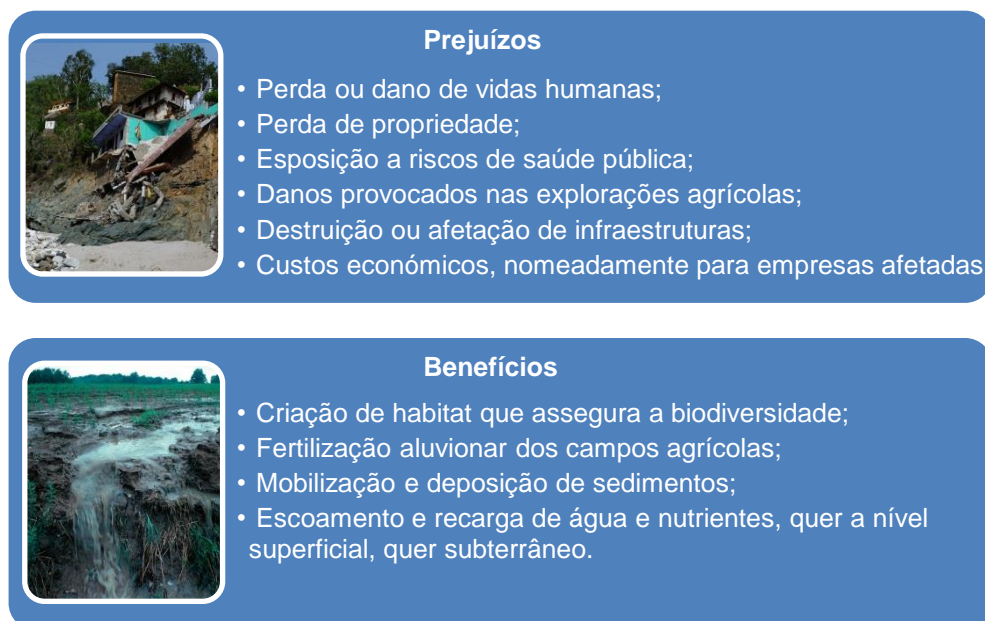 Prejuízos
• Perda ou dano de vidas humanas;
• Perda de propriedade;
• Esposição a riscos de saúde pública;
• Danos provocados nas explorações agrícolas;
• Destruição ou afetação de infraestruturas;
• Custos económicos, nomeadamente para empresas afetadas
Benefícios
• Criação de habitat que assegura a biodiversidade;
• Fertilização aluvionar dos campos agrícolas;
• Mobilização e deposição de sedimentos;
• Escoamento e recarga de água e nutrientes, quer a nível
superficial, quer subterrâneo.